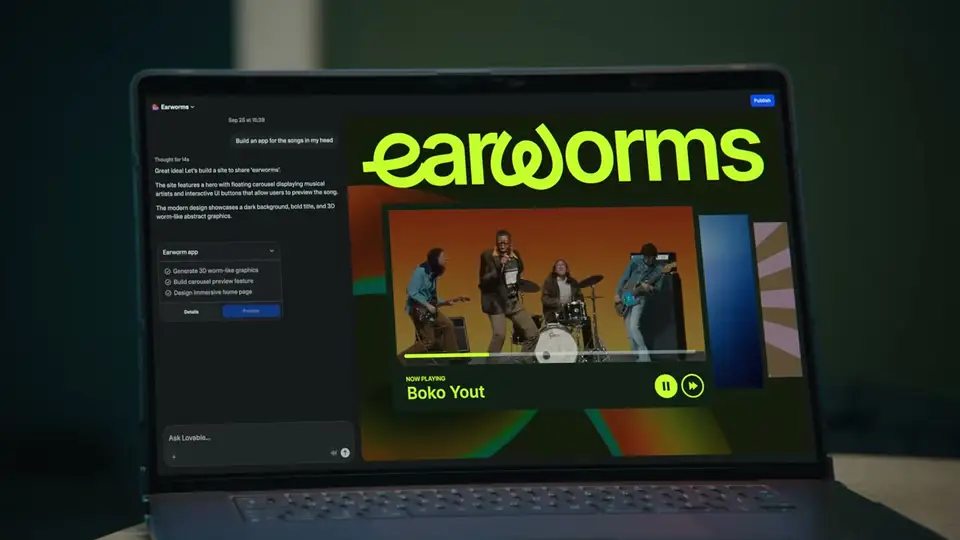 Earworms
Publish
Sep 25 at 15:39
Build an app for the songs in my head
Thought for 14s
Great idea! Let's build a site to share 'earworms'.
The site features a hero with floating carousel displaying musical
artists and interactive UI buttons that allow users to preview the song.
The modern design showcases a dark background, bold title, and 3D
worm-like abstract graphics.
Earworm app
Generate 3D worm-like graphics
Build carousel preview feature
Design immersive home page
Details
Preview
Ask Lovable...
earworms
NOW PLAYING
Boko Yout